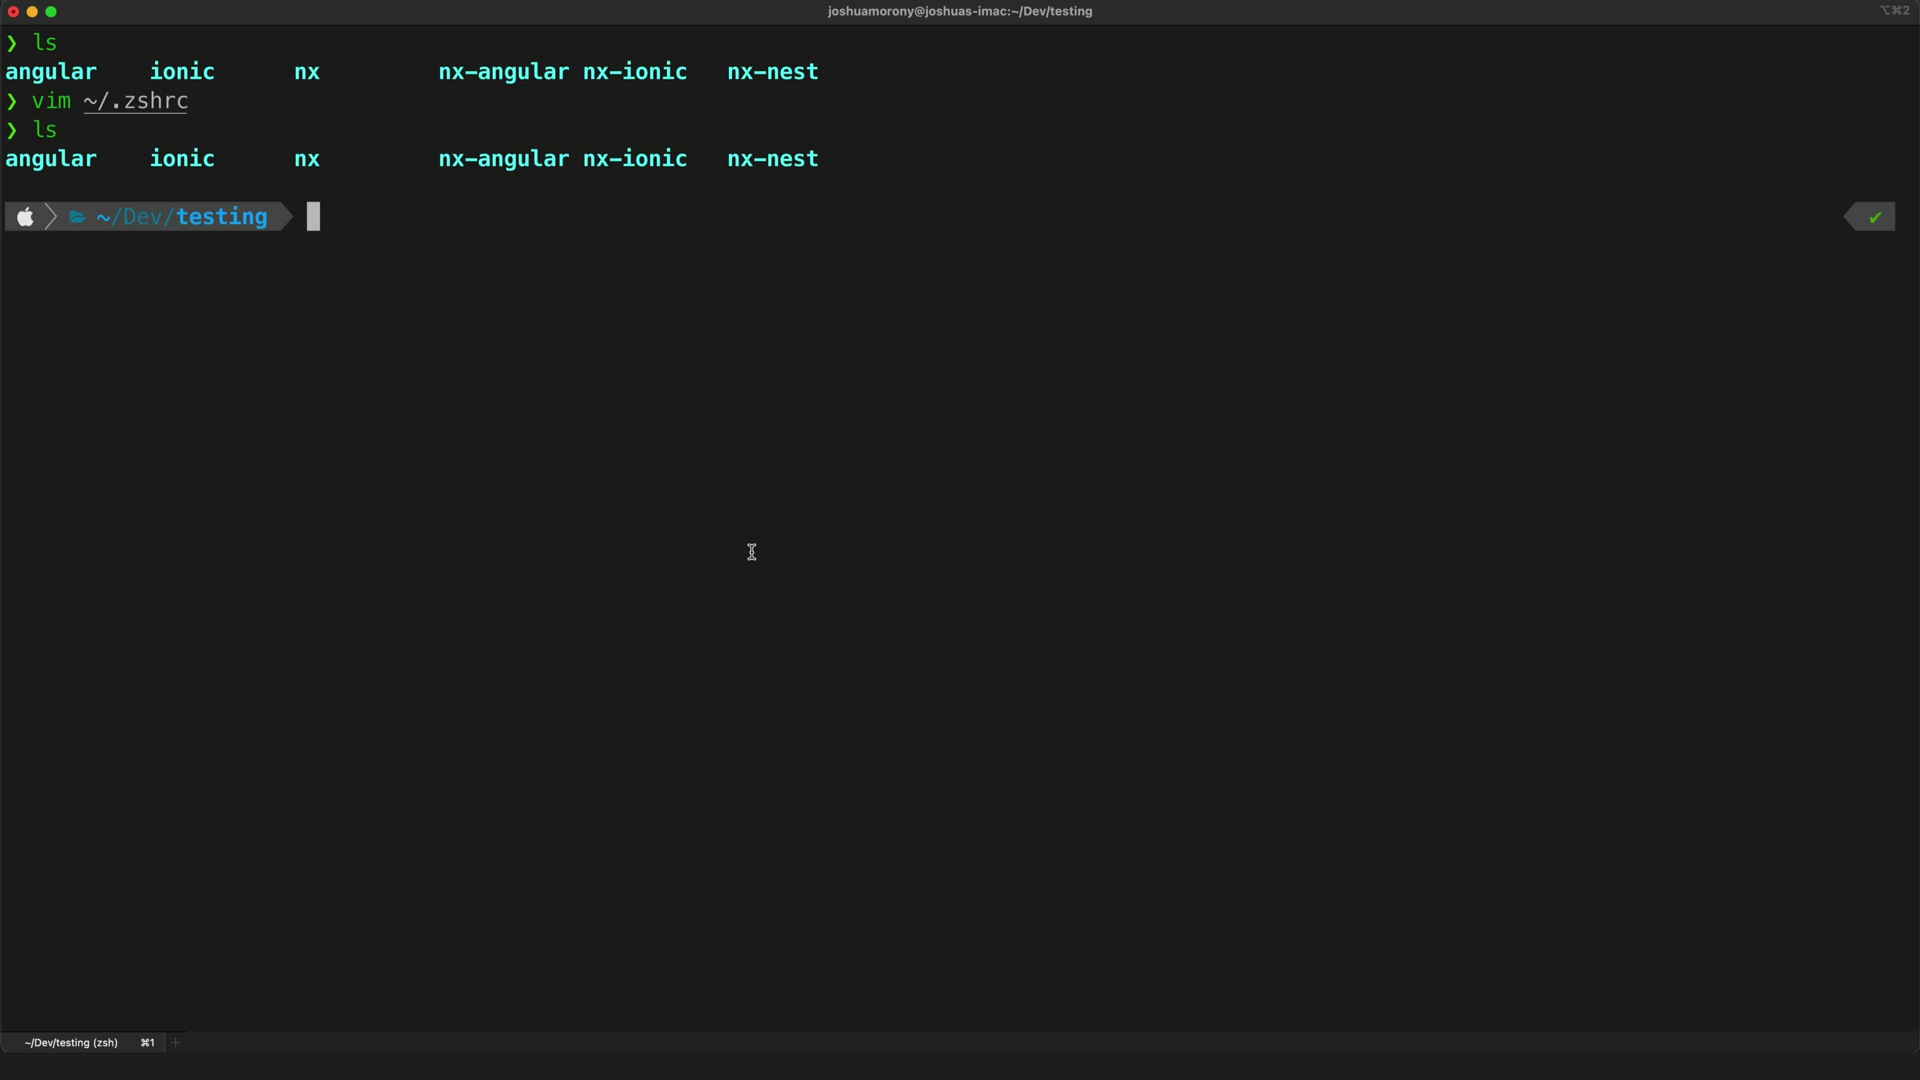 joshuamorony@joshuas-imac:~/Dev/testing
⌥⌘2
❯ ls
angular ionic nx nx-angular nx-ionic nx-nest
❯ vim ~/.zshrc
❯ ls
angular ionic nx nx-angular nx-ionic nx-nest
~/Dev/testing ✔
~/Dev/testing (zsh) ⌘1 +